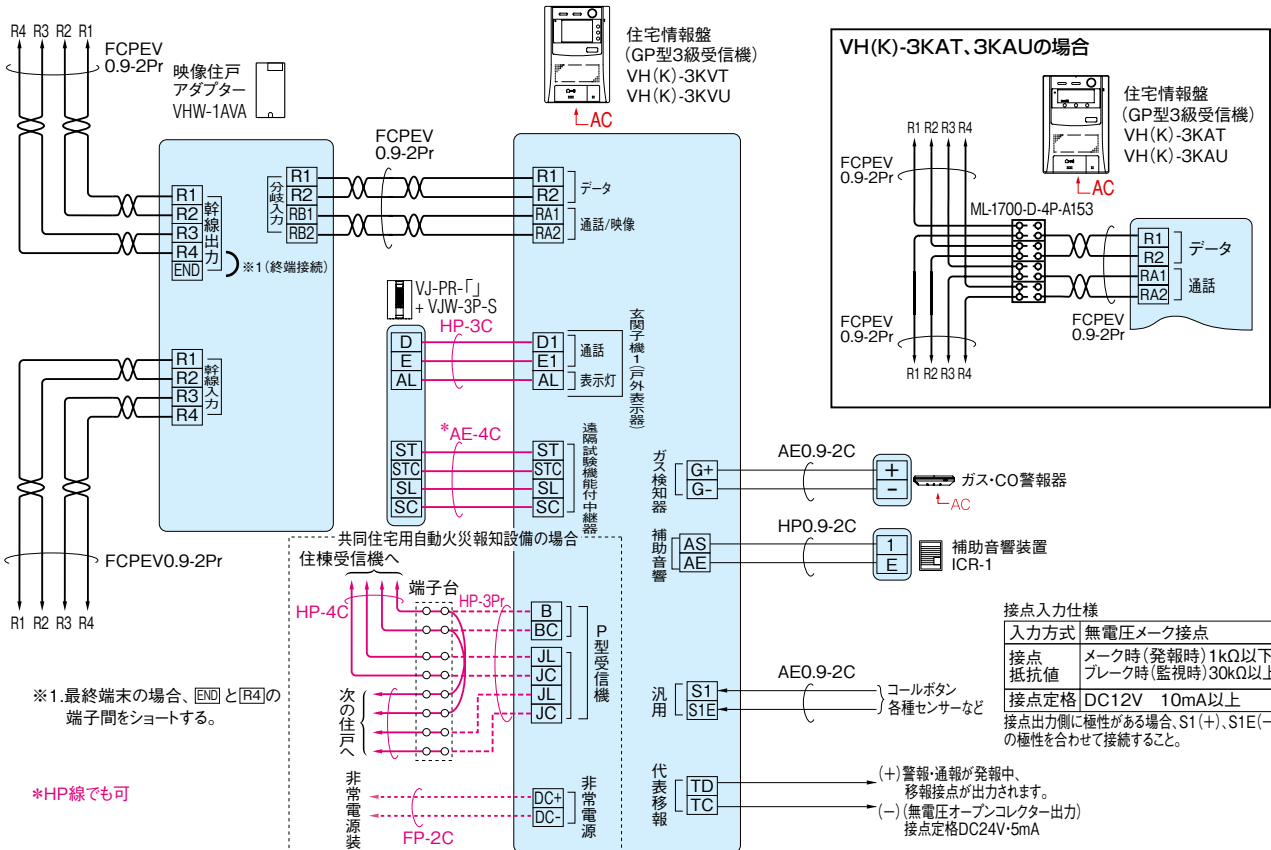 R4 R3 R2 R1
FCPEV
0.9-2Pr
映像住戸
アダプター
VHW-1AVA
住宅情報盤
(GP型3級受信機)
VH(K)-3KVT
VH(K)-3KVU
AC
R1
R2
R3
R4
END
幹線出力
※1(終端接続)
分岐入力
R1
R2
RB1
RB2
FCPEV
0.9-2Pr
R1
R2
RA1
RA2
データ
通話/映像
R1
R2
R3
R4
幹線入力
FCPEV0.9-2Pr
R1 R2 R3 R4
VJ-PR-「」
+ VJW-3P-S
HP-3C
D
E
AL
D1
E1
AL
通話
表示灯
玄関子機1(戸外表示器)
*AE-4C
ST
STC
SL
SC
ST
STC
SL
SC
遠隔試験機能付中継器
共同住宅用自動火災報知設備の場合
住棟受信機へ
端子台
HP-4C
HP-3Pr
B
BC
JL
JC
JL
JC
P型受信機
次の住戸へ
非常電源装
FP-2C
DC+
DC-
非常電源
※1.最終端末の場合、ENDとR4の
端子間をショートする。
*HP線でも可
ガス検知器
G+
G-
AE0.9-2C
+
-
ガス・CO警報器
AC
補助音響
AS
AE
HP0.9-2C
1
E
補助音響装置
ICR-1
汎用
S1
S1E
AE0.9-2C
コールボタン
各種センサーなど
代表移報
TD
TC
(+)警報・通報が発報中、
移報接点が出力されます。
(−)(無電圧オープンコレクター出力)
接点定格DC24V・5mA
VH(K)-3KAT、3KAUの場合
住宅情報盤
(GP型3級受信機)
VH(K)-3KAT
VH(K)-3KAU
AC
R1 R2 R3 R4
FCPEV
0.9-2Pr
ML-1700-D-4P-A153
R1
R2
RA1
RA2
データ
通話
FCPEV
0.9-2Pr
FCPEV
0.9-2Pr
R1 R2 R3 R4
接点入力仕様
入力方式 無電圧メーク接点
接点抵抗値 メーク時(発報時)1kΩ以下
ブレーク時(監視時)30kΩ以上
接点定格 DC12V 10mA以上
接点出力側に極性がある場合、S1(+)、S1E(−
の極性を合わせて接続すること。